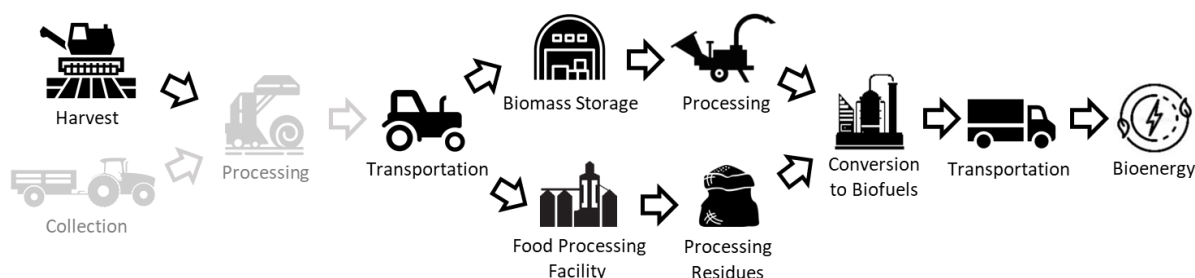 Harvest
Collection
Processing
Transportation
Biomass Storage
Processing
Food Processing
Facility
Processing
Residues
Conversion
to Biofuels
Transportation
Bioenergy